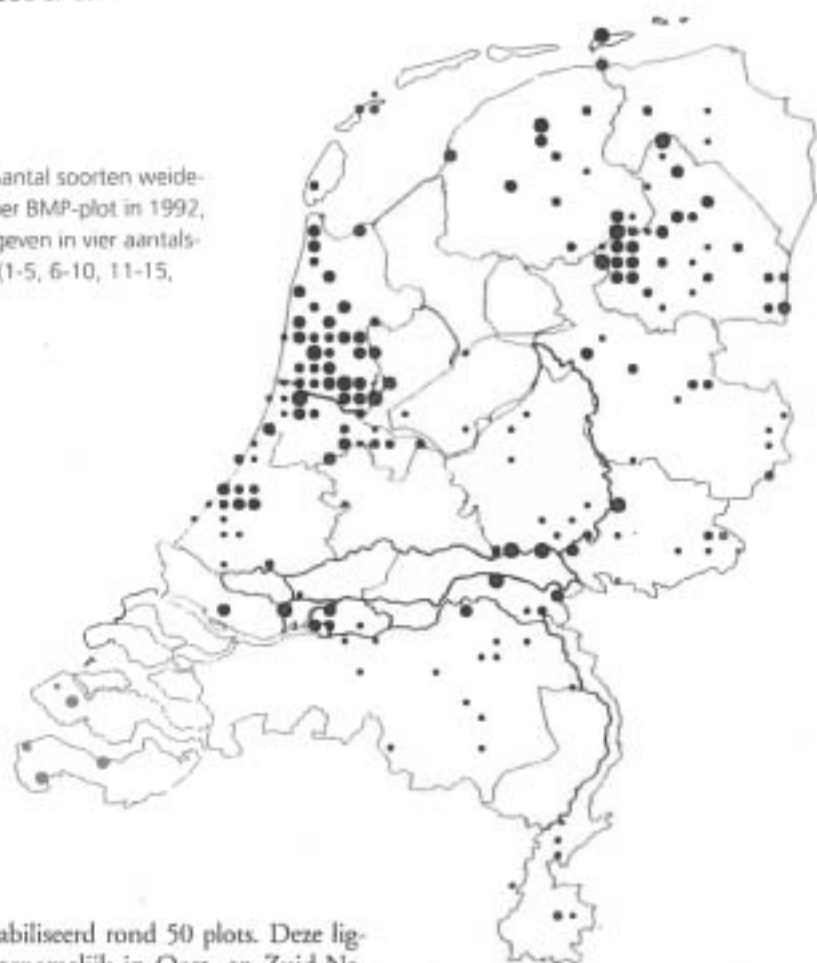 antal soorten weide-
er BMP-plot in 1992,
geven in vier aantals-
(1-5, 6-10, 11-15,
abiliseerd rond 50 plots. Deze lig-